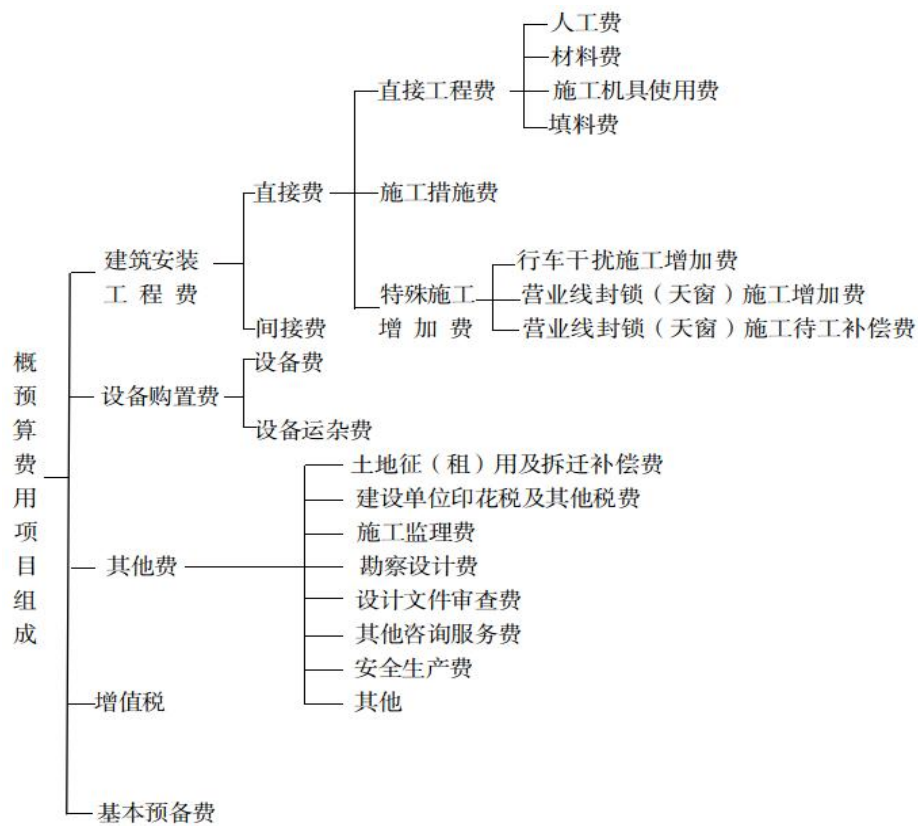 概预算费用项目组成
建筑安装
工程费
直接费
直接工程费
人工费
材料费
施工机具使用费
填料费
施工措施费
特殊施工
增加费
行车干扰施工增加费
营业线封锁（天窗）施工增加费
营业线封锁（天窗）施工待工补偿费
间接费
设备购置费
设备费
设备运杂费
其他费
土地征（租）用及拆迁补偿费
建设单位印花税及其他税费
施工监理费
勘察设计费
设计文件审查费
其他咨询服务费
安全生产费
其他
增值税
基本预备费